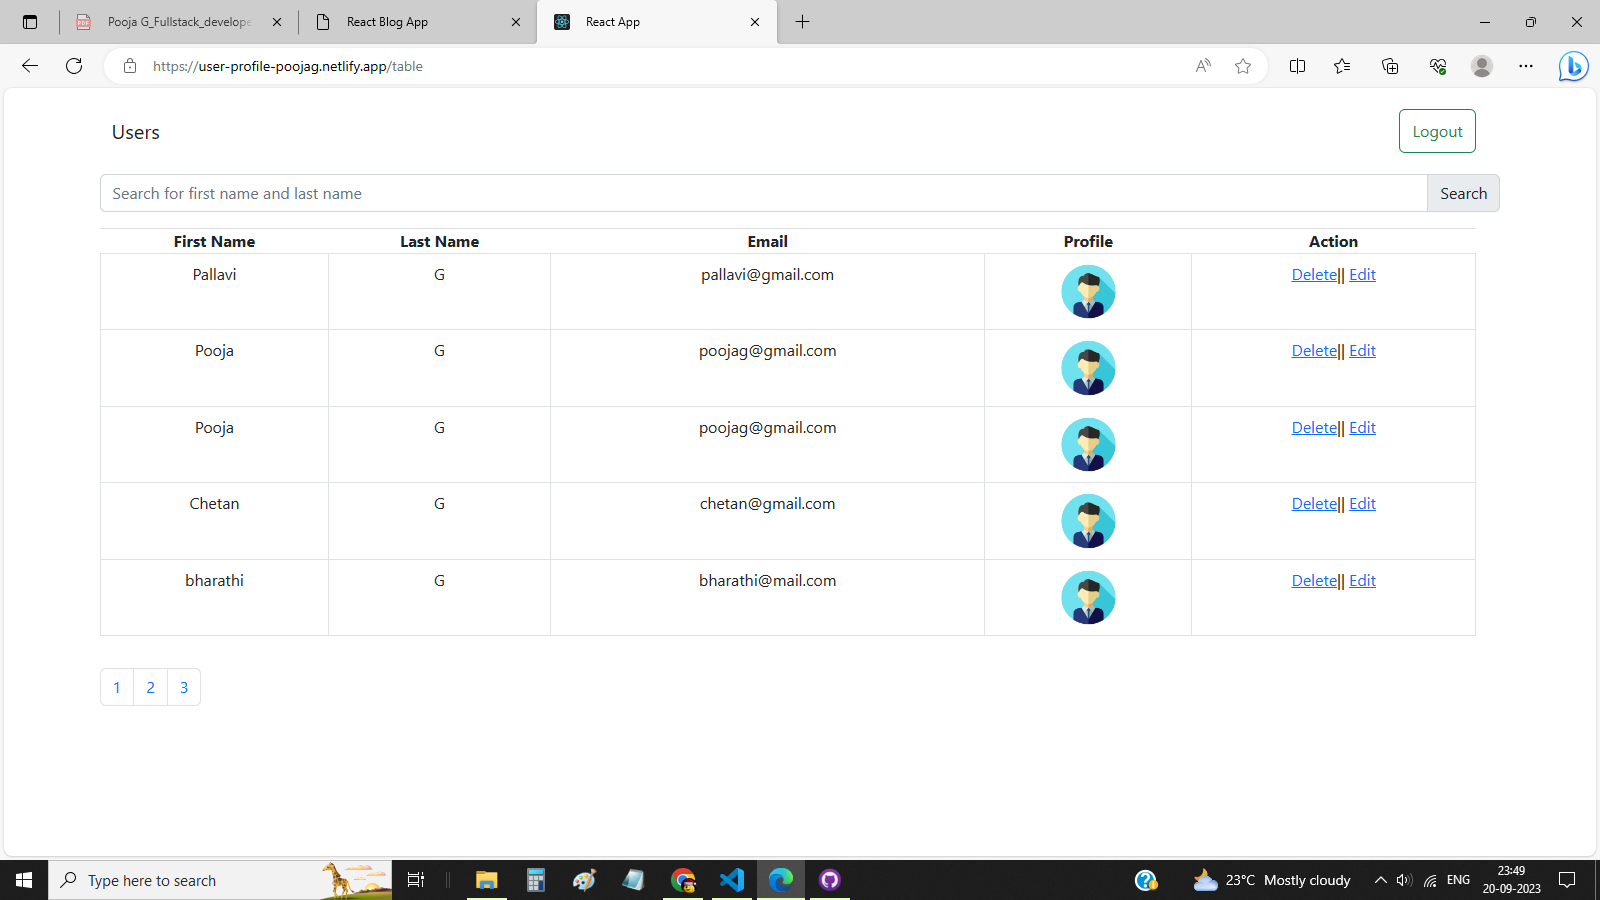 Pooja G_Fullstack_develope
React Blog App
React App
https://user-profile-poojag.netlify.app/table
Users
Logout
Search for first name and last name
Search
First Name Last Name Email Profile Action
Pallavi G pallavi@gmail.com Delete|| Edit
Pooja G poojag@gmail.com Delete|| Edit
Pooja G poojag@gmail.com Delete|| Edit
Chetan G chetan@gmail.com Delete|| Edit
bharathi G bharathi@mail.com Delete|| Edit
1 2 3
Type here to search
23°C Mostly cloudy
ENG
23:49
20-09-2023